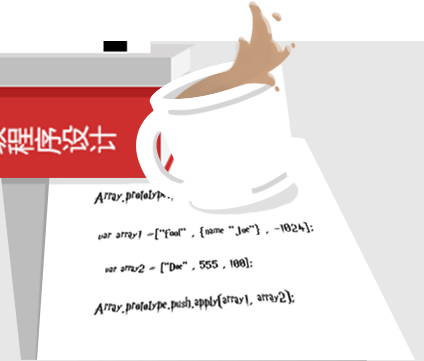 程序设计
Array.prototype.
var array1 =["Fool" , {name "Joe"} , -1024];
var array2 = ["Doe" , 555 , 100];
Array.prototype.push.apply(array1, array2);